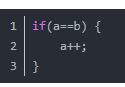 1 if(a==b) {
2     a++;
3 }